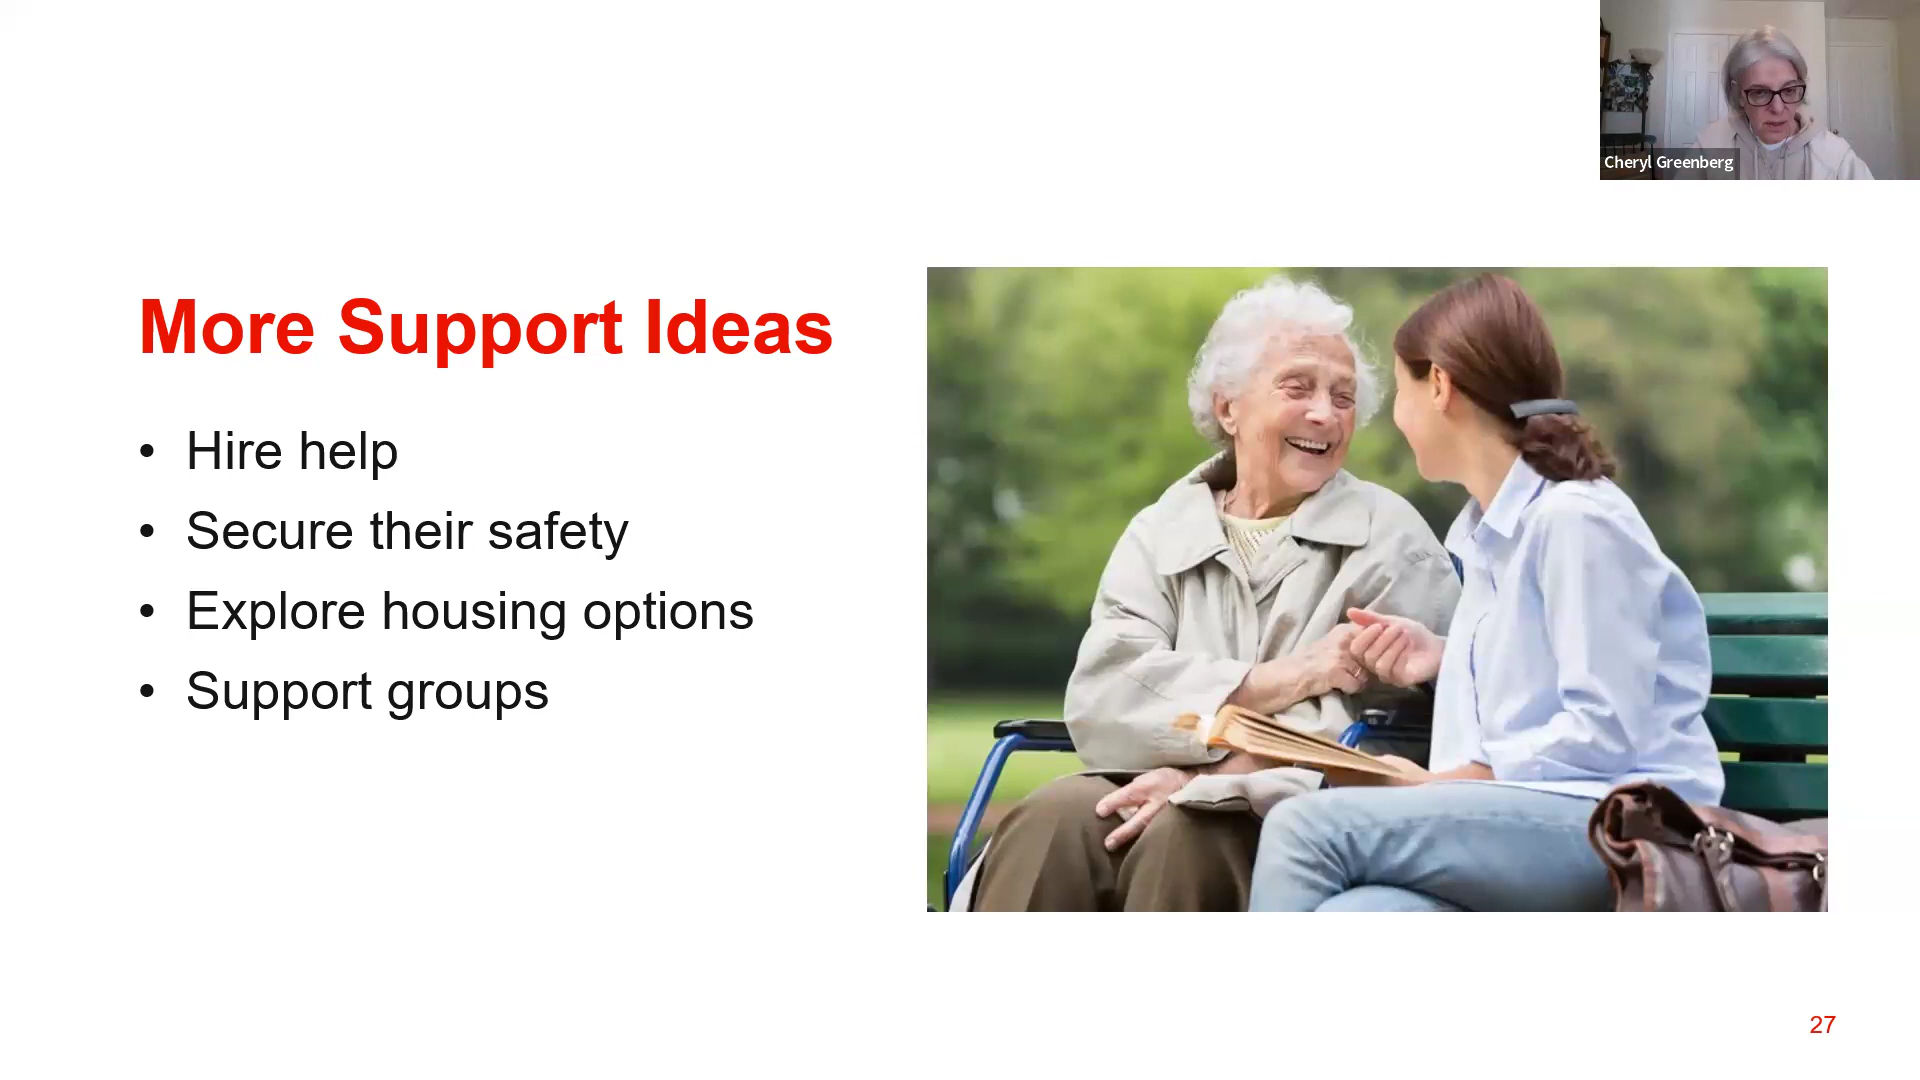 Cheryl Greenberg
More Support Ideas
• Hire help
• Secure their safety
• Explore housing options
• Support groups
27